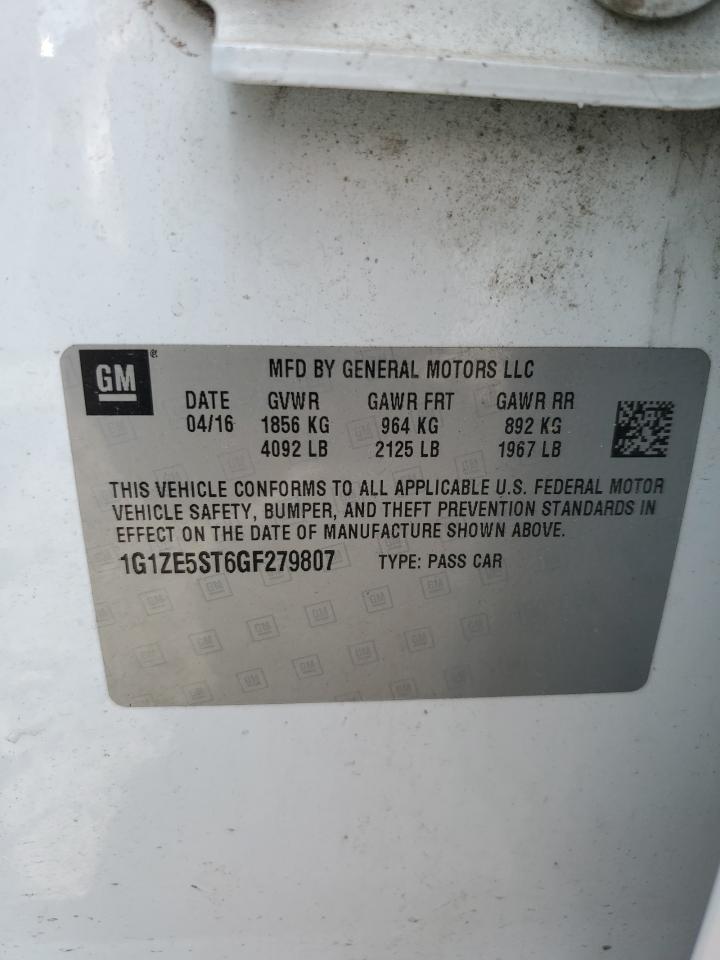 GM ®
MFD BY GENERAL MOTORS LLC
DATE GVWR GAWR FRT GAWR RR
04/16 1856 KG 964 KG 892 KG
4092 LB 2125 LB 1967 LB
THIS VEHICLE CONFORMS TO ALL APPLICABLE U.S. FEDERAL MOTOR
VEHICLE SAFETY, BUMPER, AND THEFT PREVENTION STANDARDS IN
EFFECT ON THE DATE OF MANUFACTURE SHOWN ABOVE.
1G1ZE5ST6GF279807 TYPE: PASS CAR